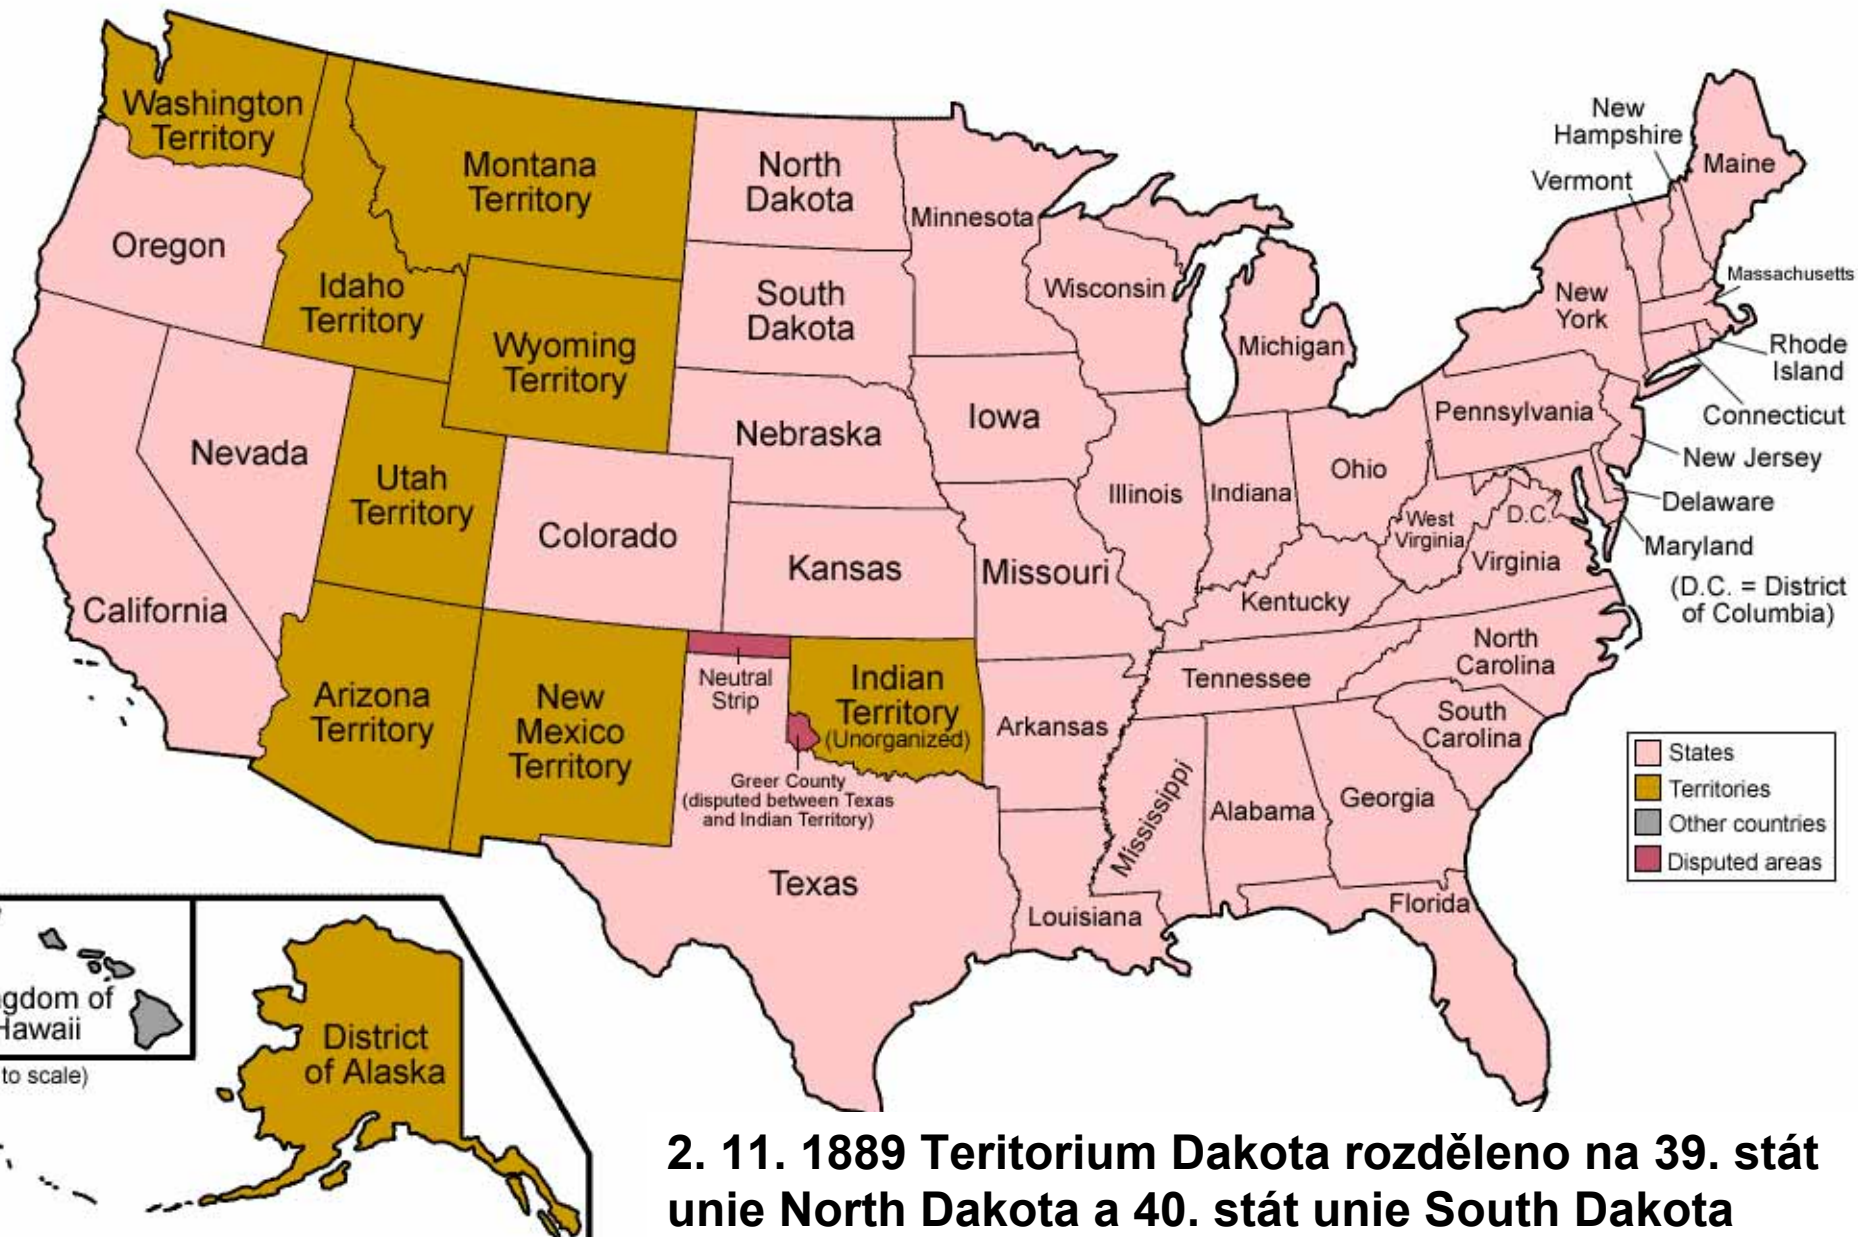 Washington
Territory
Montana
Territory
North
Dakota
Minnesota
New
Hampshire
Maine
Vermont
Oregon
Idaho
Territory
South
Dakota
Wisconsin
Massachusetts
New
York
Wyoming
Territory
Michigan
Rhode
Island
Nevada
Nebraska
Iowa
Pennsylvania
Connecticut
New Jersey
Utah
Territory
Colorado
Illinois
Indiana
Ohio
West
Virginia
D.C.
Delaware
Maryland
Kansas
Missouri
Virginia
(D.C. = District
of Columbia)
California
Kentucky
North
Carolina
Neutral
Strip
Indian
Territory
(Unorganized)
Tennessee
Arizona
Territory
New
Mexico
Territory
Arkansas
South
Carolina
Greer County
(disputed between Texas
and Indian Territory)
Mississippi
Alabama
Georgia
States
Territories
Other countries
Disputed areas
Texas
Louisiana
Florida
gdom of
Hawaii
to scale)
District
of Alaska
2. 11. 1889 Teritorium Dakota rozděleno na 39. stát
unie North Dakota a 40. stát unie South Dakota